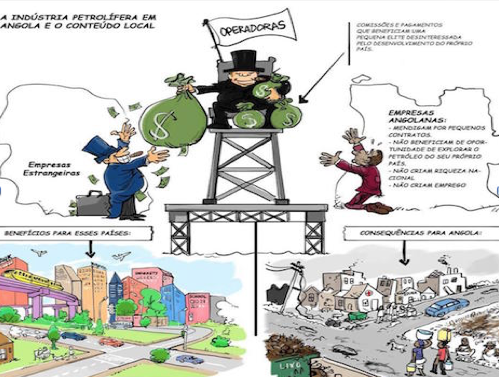 A INDÚSTRIA PETROLÍFERA EM
ANGOLA E O CONTEÚDO LOCAL
OPERADORAS
COMISSÕES E PAGAMENTOS
QUE BENEFICIAM UMA
PEQUENA ELITE DESINTERESSADA
PELO DESENVOLVIMENTO DO PRÓPRIO
PAÍS.
Empresas
Estrangeiras
EMPRESAS
ANGOLANAS:
- MENDIGAM POR PEQUENOS
CONTRATOS.
- NÃO BENEFICIAM DE OPOR-
TUNIDADE DE EXPLORAR O
PETRÓLEO DO SEU PRÓPRIO
PAÍS.
- NÃO CRIAM RIQUEZA NA-
CIONAL
- NÃO CRIAM EMPREGO
BENEFÍCIOS PARA ESSES PAÍSES:
CONSEQUÊNCIAS PARA ANGOLA:
$
$
$